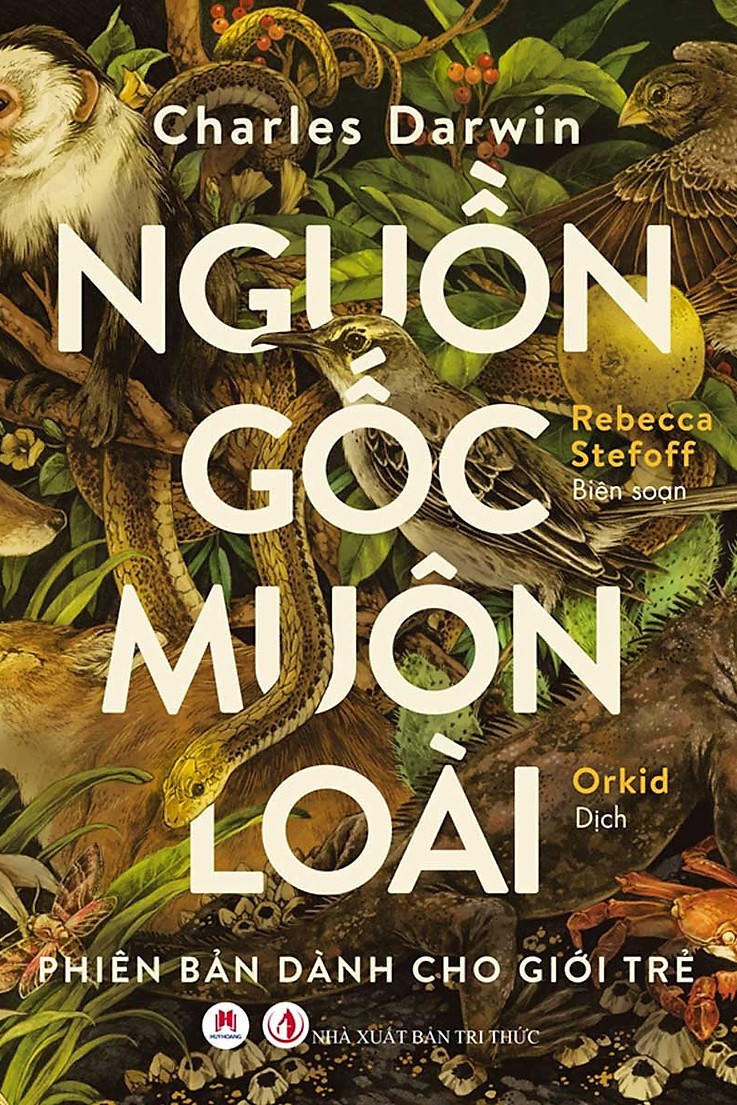 Charles Darwin
NGUỒN
GỐC
Rebecca
Stefoff
Biên soạn
MUÔN
LOÀI
Orkid
Dịch
PHIÊN BẢN DÀNH CHO GIỚI TRẺ
HUYHOANG
NHÀ XUẤT BẢN TRI THỨC